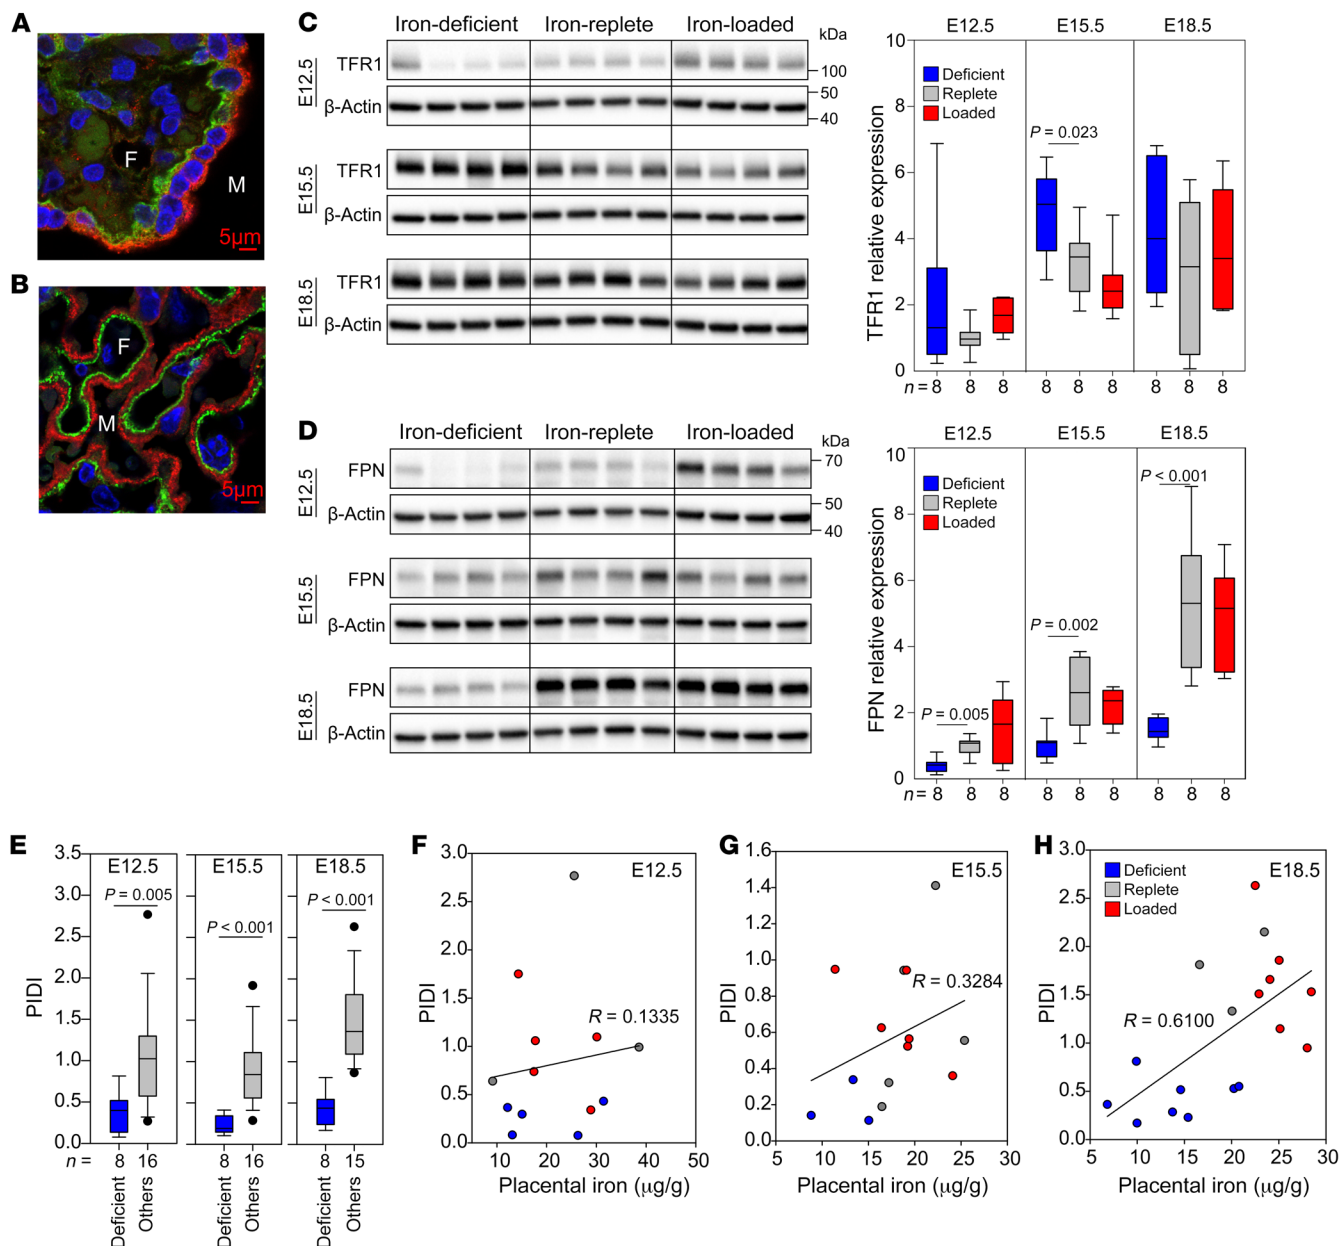 A
F
M
5μm
B
F
M
5μm
C
Iron-deficient Iron-replete Iron-loaded
kDa
E12.5
TFR1
100
β-Actin
50
40
E15.5
TFR1
β-Actin
E18.5
TFR1
β-Actin
E12.5 E15.5 E18.5
TFR1 relative expression
10
8
6
4
2
0
Deficient
Replete
Loaded
P = 0.023
n = 8 8 8 8 8 8 8 8 8
D
Iron-deficient Iron-replete Iron-loaded
kDa
E12.5
FPN
70
β-Actin
50
40
E15.5
FPN
β-Actin
E18.5
FPN
β-Actin
E12.5 E15.5 E18.5
FPN relative expression
10
8
6
4
2
0
Deficient
Replete
Loaded
P = 0.005
P = 0.002
P < 0.001
n = 8 8 8 8 8 8 8 8 8
E
PIDI
3.5
3.0
2.5
2.0
1.5
1.0
0.5
0.0
E12.5 E15.5 E18.5
P = 0.005
P < 0.001
P < 0.001
n = 8 16 8 16 8 15
Deficient Others Deficient Others Deficient Others
F
E12.5
PIDI
3.0
2.5
2.0
1.5
1.0
0.5
0.0
R = 0.1335
10 20 30 40 50
Placental iron (μg/g)
G
E15.5
PIDI
1.6
1.4
1.2
1.0
0.8
0.6
0.4
0.2
0.0
R = 0.3284
5 10 15 20 25 30
Placental iron (μg/g)
H
E18.5
PIDI
3.0
2.5
2.0
1.5
1.0
0.5
0.0
Deficient
Replete
Loaded
R = 0.6100
5 10 15 20 25 30
Placental iron (μg/g)